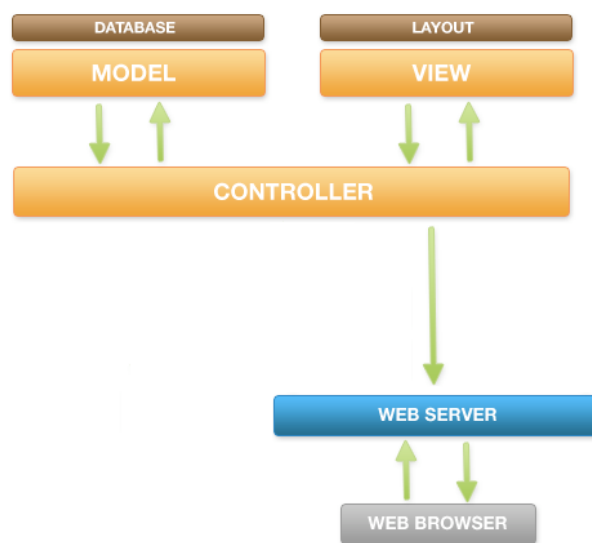 DATABASE
LAYOUT
MODEL
VIEW
CONTROLLER
WEB SERVER
WEB BROWSER